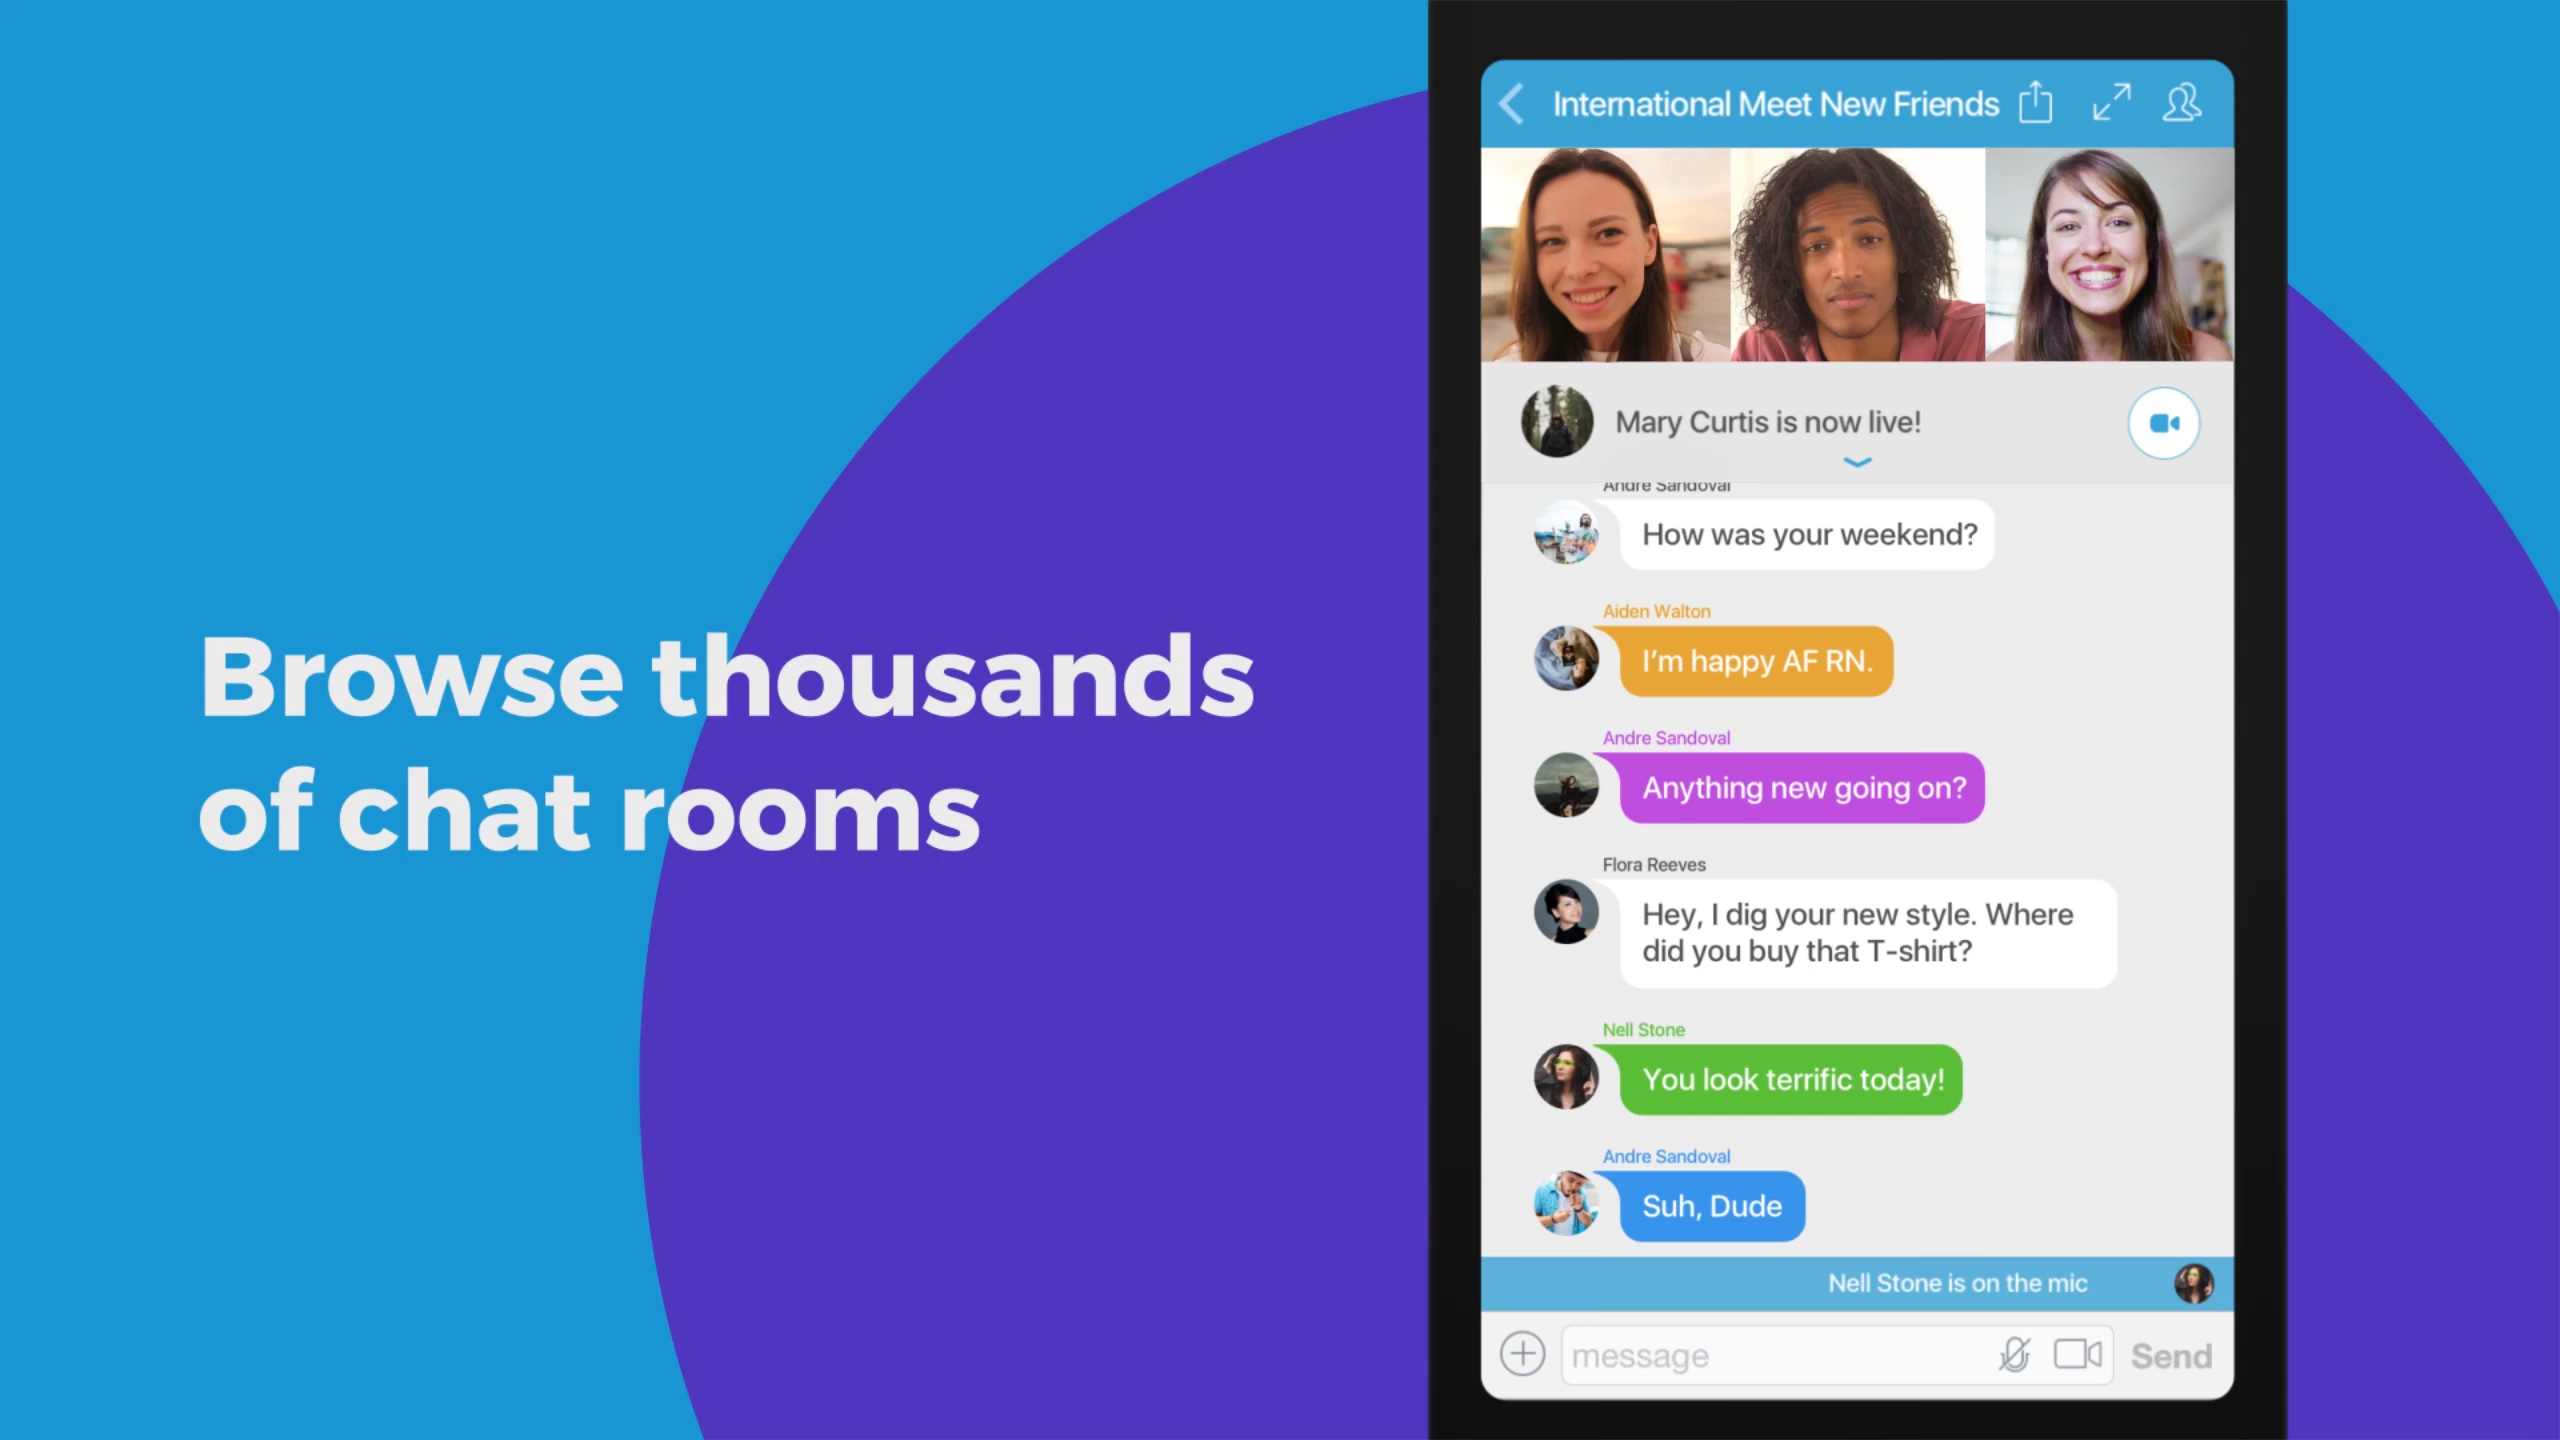 Browse thousands
of chat rooms
International Meet New Friends
Mary Curtis is now live!
Andre Sandoval
How was your weekend?
Aiden Walton
I'm happy AF RN.
Andre Sandoval
Anything new going on?
Flora Reeves
Hey, I dig your new style. Where
did you buy that T-shirt?
Nell Stone
You look terrific today!
Andre Sandoval
Suh, Dude
Nell Stone is on the mic
message
Send